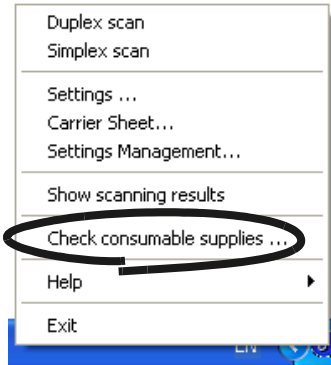 Duplex scan
Simplex scan
Settings ...
Carrier Sheet...
Settings Management...
Show scanning results
Check consumable supplies ...
Help
Exit
EN